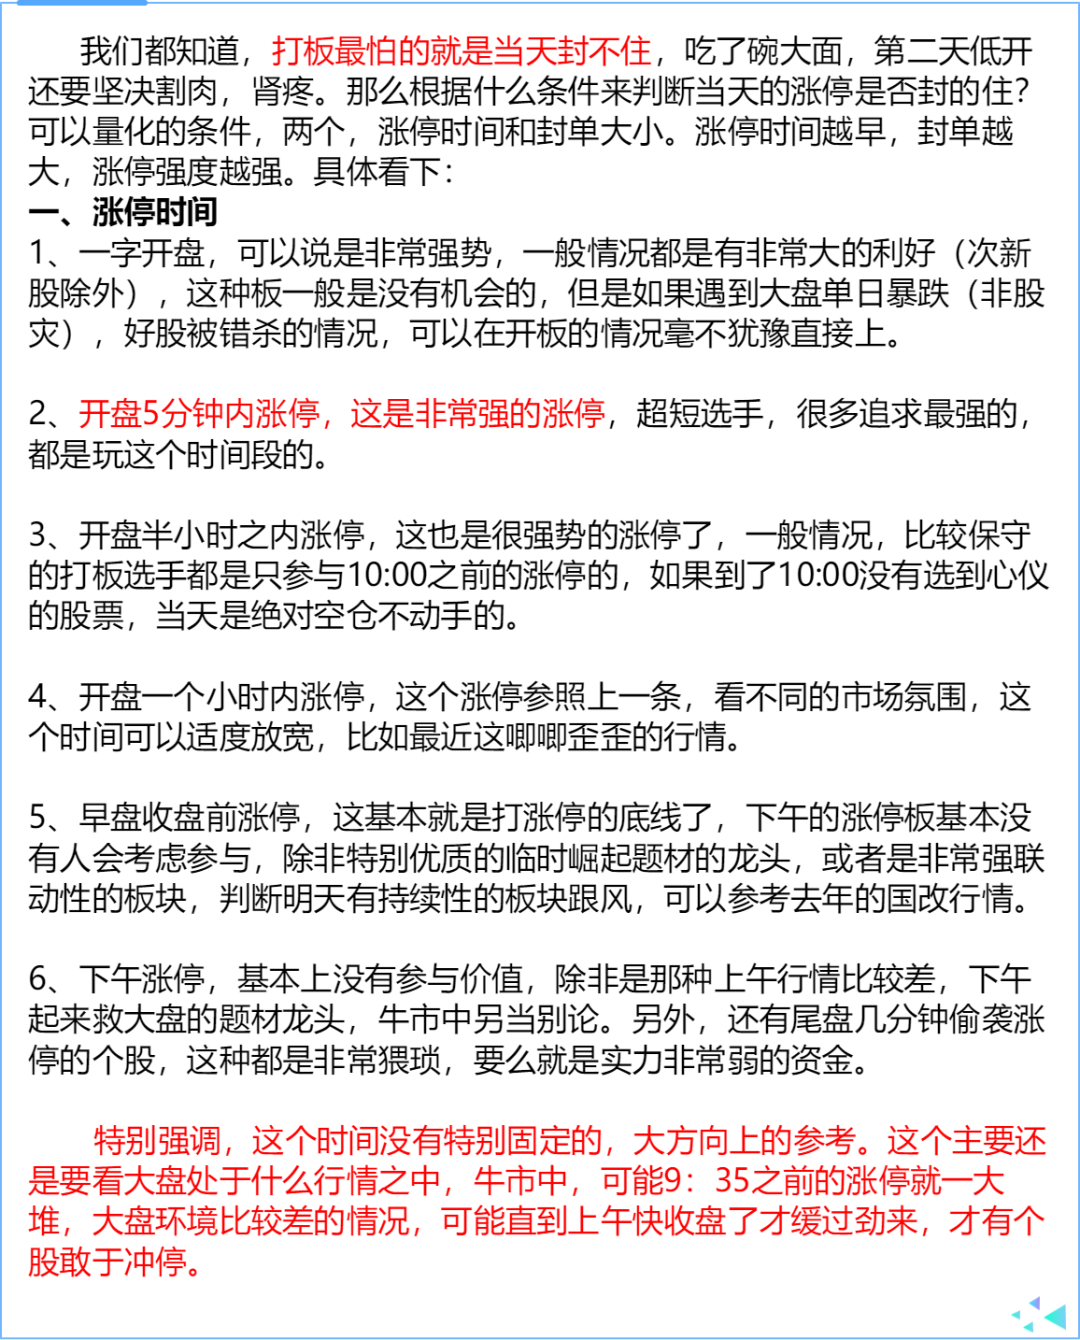 我们都知道，打板最怕的就是当天封不住，吃了碗大面，第二天低开
还要坚决割肉，肾疼。那么根据什么条件来判断当天的涨停是否封的住？
可以量化的条件，两个，涨停时间和封单大小。涨停时间越早，封单越
大，涨停强度越强。具体看下：
一、涨停时间
1、一字开盘，可以说是非常强势，一般情况都是有非常大的利好（次新
股除外），这种板一般是没有机会的，但是如果遇到大盘单日暴跌（非股
灾），好股被错杀的情况，可以在开板的情况毫不犹豫直接上。
2、开盘5分钟内涨停，这是非常强的涨停，超短选手，很多追求最强的，
都是玩这个时间段的。
3、开盘半小时之内涨停，这也是很强势的涨停了，一般情况，比较保守
的打板选手都是只参与10:00之前的涨停的，如果到了10:00没有选到心仪
的股票，当天是绝对空仓不动手的。
4、开盘一个小时内涨停，这个涨停参照上一条，看不同的市场氛围，这
个时间可以适度放宽，比如最近这唧唧歪歪的行情。
5、早盘收盘前涨停，这基本就是打涨停的底线了，下午的涨停板基本没
有人会考虑参与，除非特别优质的临时崛起题材的龙头，或者是非常强联
动性的板块，判断明天有持续性的板块跟风，可以参考去年的国改行情。
6、下午涨停，基本上没有参与价值，除非是那种上午行情比较差，下午
起来救大盘的题材龙头，牛市中另当别论。另外，还有尾盘几分钟偷袭涨
停的个股，这种都是非常猥琐，要么就是实力非常弱的资金。
特别强调，这个时间没有特别固定的，大方向上的参考。这个主要还
是要看大盘处于什么行情之中，牛市中，可能9：35之前的涨停就一大
堆，大盘环境比较差的情况，可能直到上午快收盘了才缓过劲来，才有个
股敢于冲停。